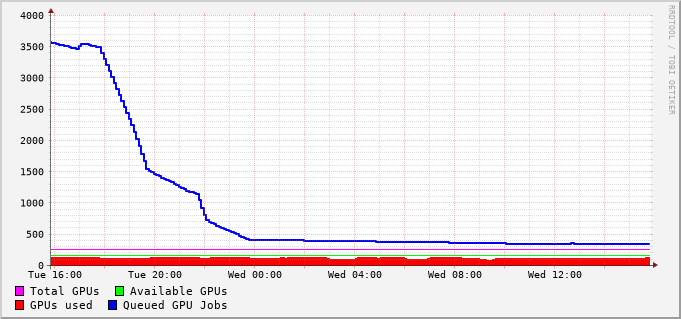 4000
3500
3000
2500
2000
1500
1000
500
0
Tue 16:00 Tue 20:00 Wed 00:00 Wed 04:00 Wed 08:00 Wed 12:00
Total GPUs Available GPUs
GPUs used Queued GPU Jobs
RRDTOOL / TOBI OETIKER